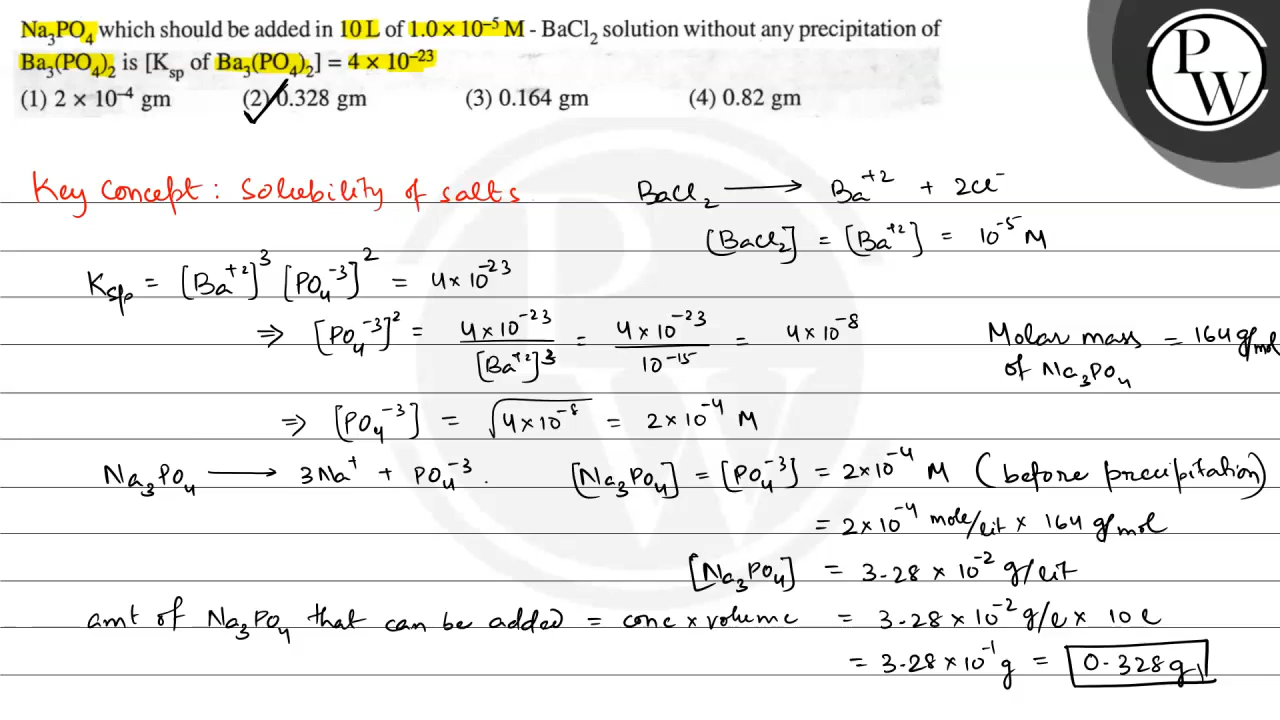 Na₃PO₄ which should be added in 10 L of 1.0 × 10⁻⁵ M - BaCl₂ solution without any precipitation of
Ba₃(PO₄)₂ is [Kₛₚ of Ba₃(PO₄)₂] = 4 × 10⁻²³
(1) 2 × 10⁻⁴ gm (2) 0.328 gm (3) 0.164 gm (4) 0.82 gm
PW
Key Concept: Solubility of salts
BaCl₂ ⟶ Ba⁺² + 2Cl⁻
[BaCl₂] = [Ba⁺²] = 10⁻⁵ M
Ksp = [Ba⁺²]³ [PO₄⁻³]² = 4 × 10⁻²³
⇒ [PO₄⁻³]² = 4 × 10⁻²³ / [Ba⁺²]³ = 4 × 10⁻²³ / 10⁻¹⁵ = 4 × 10⁻⁸
Molar mass = 164 g/mol
of Na₃PO₄
⇒ [PO₄⁻³] = √4 × 10⁻⁸ = 2 × 10⁻⁴ M
Na₃PO₄ ⟶ 3Na⁺ + PO₄⁻³. [Na₃PO₄] = [PO₄⁻³] = 2 × 10⁻⁴ M (before precipitation)
= 2 × 10⁻⁴ mole/lit × 164 g/mol
[Na₃PO₄] = 3.28 × 10⁻² g/lit
amt of Na₃PO₄ that can be added = conc × volume = 3.28 × 10⁻² g/l × 10 l
= 3.28 × 10⁻¹ g = 0.328 g